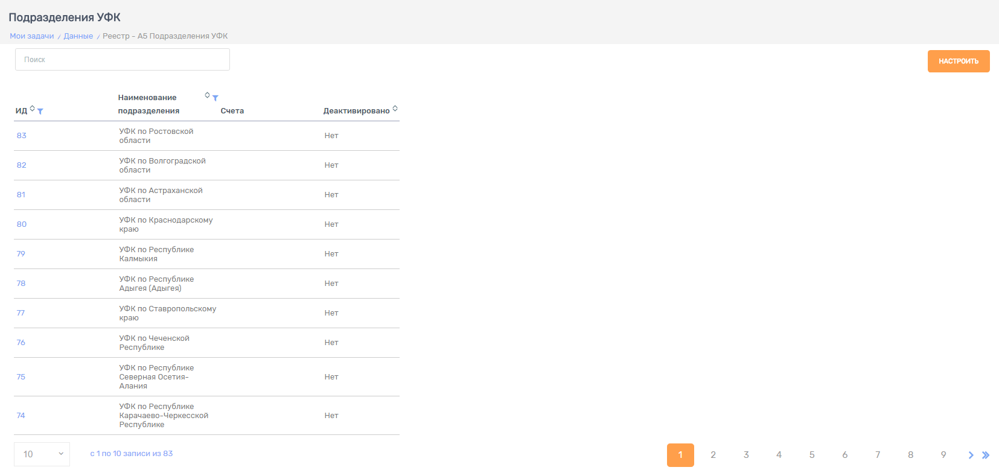 Подразделения УФК
Мои задачи / Данные / Реестр - А5 Подразделения УФК
Поиск
НАСТРОИТЬ
ИД
Наименование
подразделения
Счета
Деактивировано
83
УФК по Ростовской
области
Нет
82
УФК по Волгоградской
области
Нет
81
УФК по Астраханской
области
Нет
80
УФК по Краснодарскому
краю
Нет
79
УФК по Республике
Калмыкия
Нет
78
УФК по Республике
Адыгея (Адыгея)
Нет
77
УФК по Ставропольскому
краю
Нет
76
УФК по Чеченской
Республике
Нет
75
УФК по Республике
Северная Осетия-
Алания
Нет
74
УФК по Республике
Карачаево-Черкесской
Республике
Нет
10
с 1 по 10 записи из 83
1 2 3 4 5 6 7 8 9